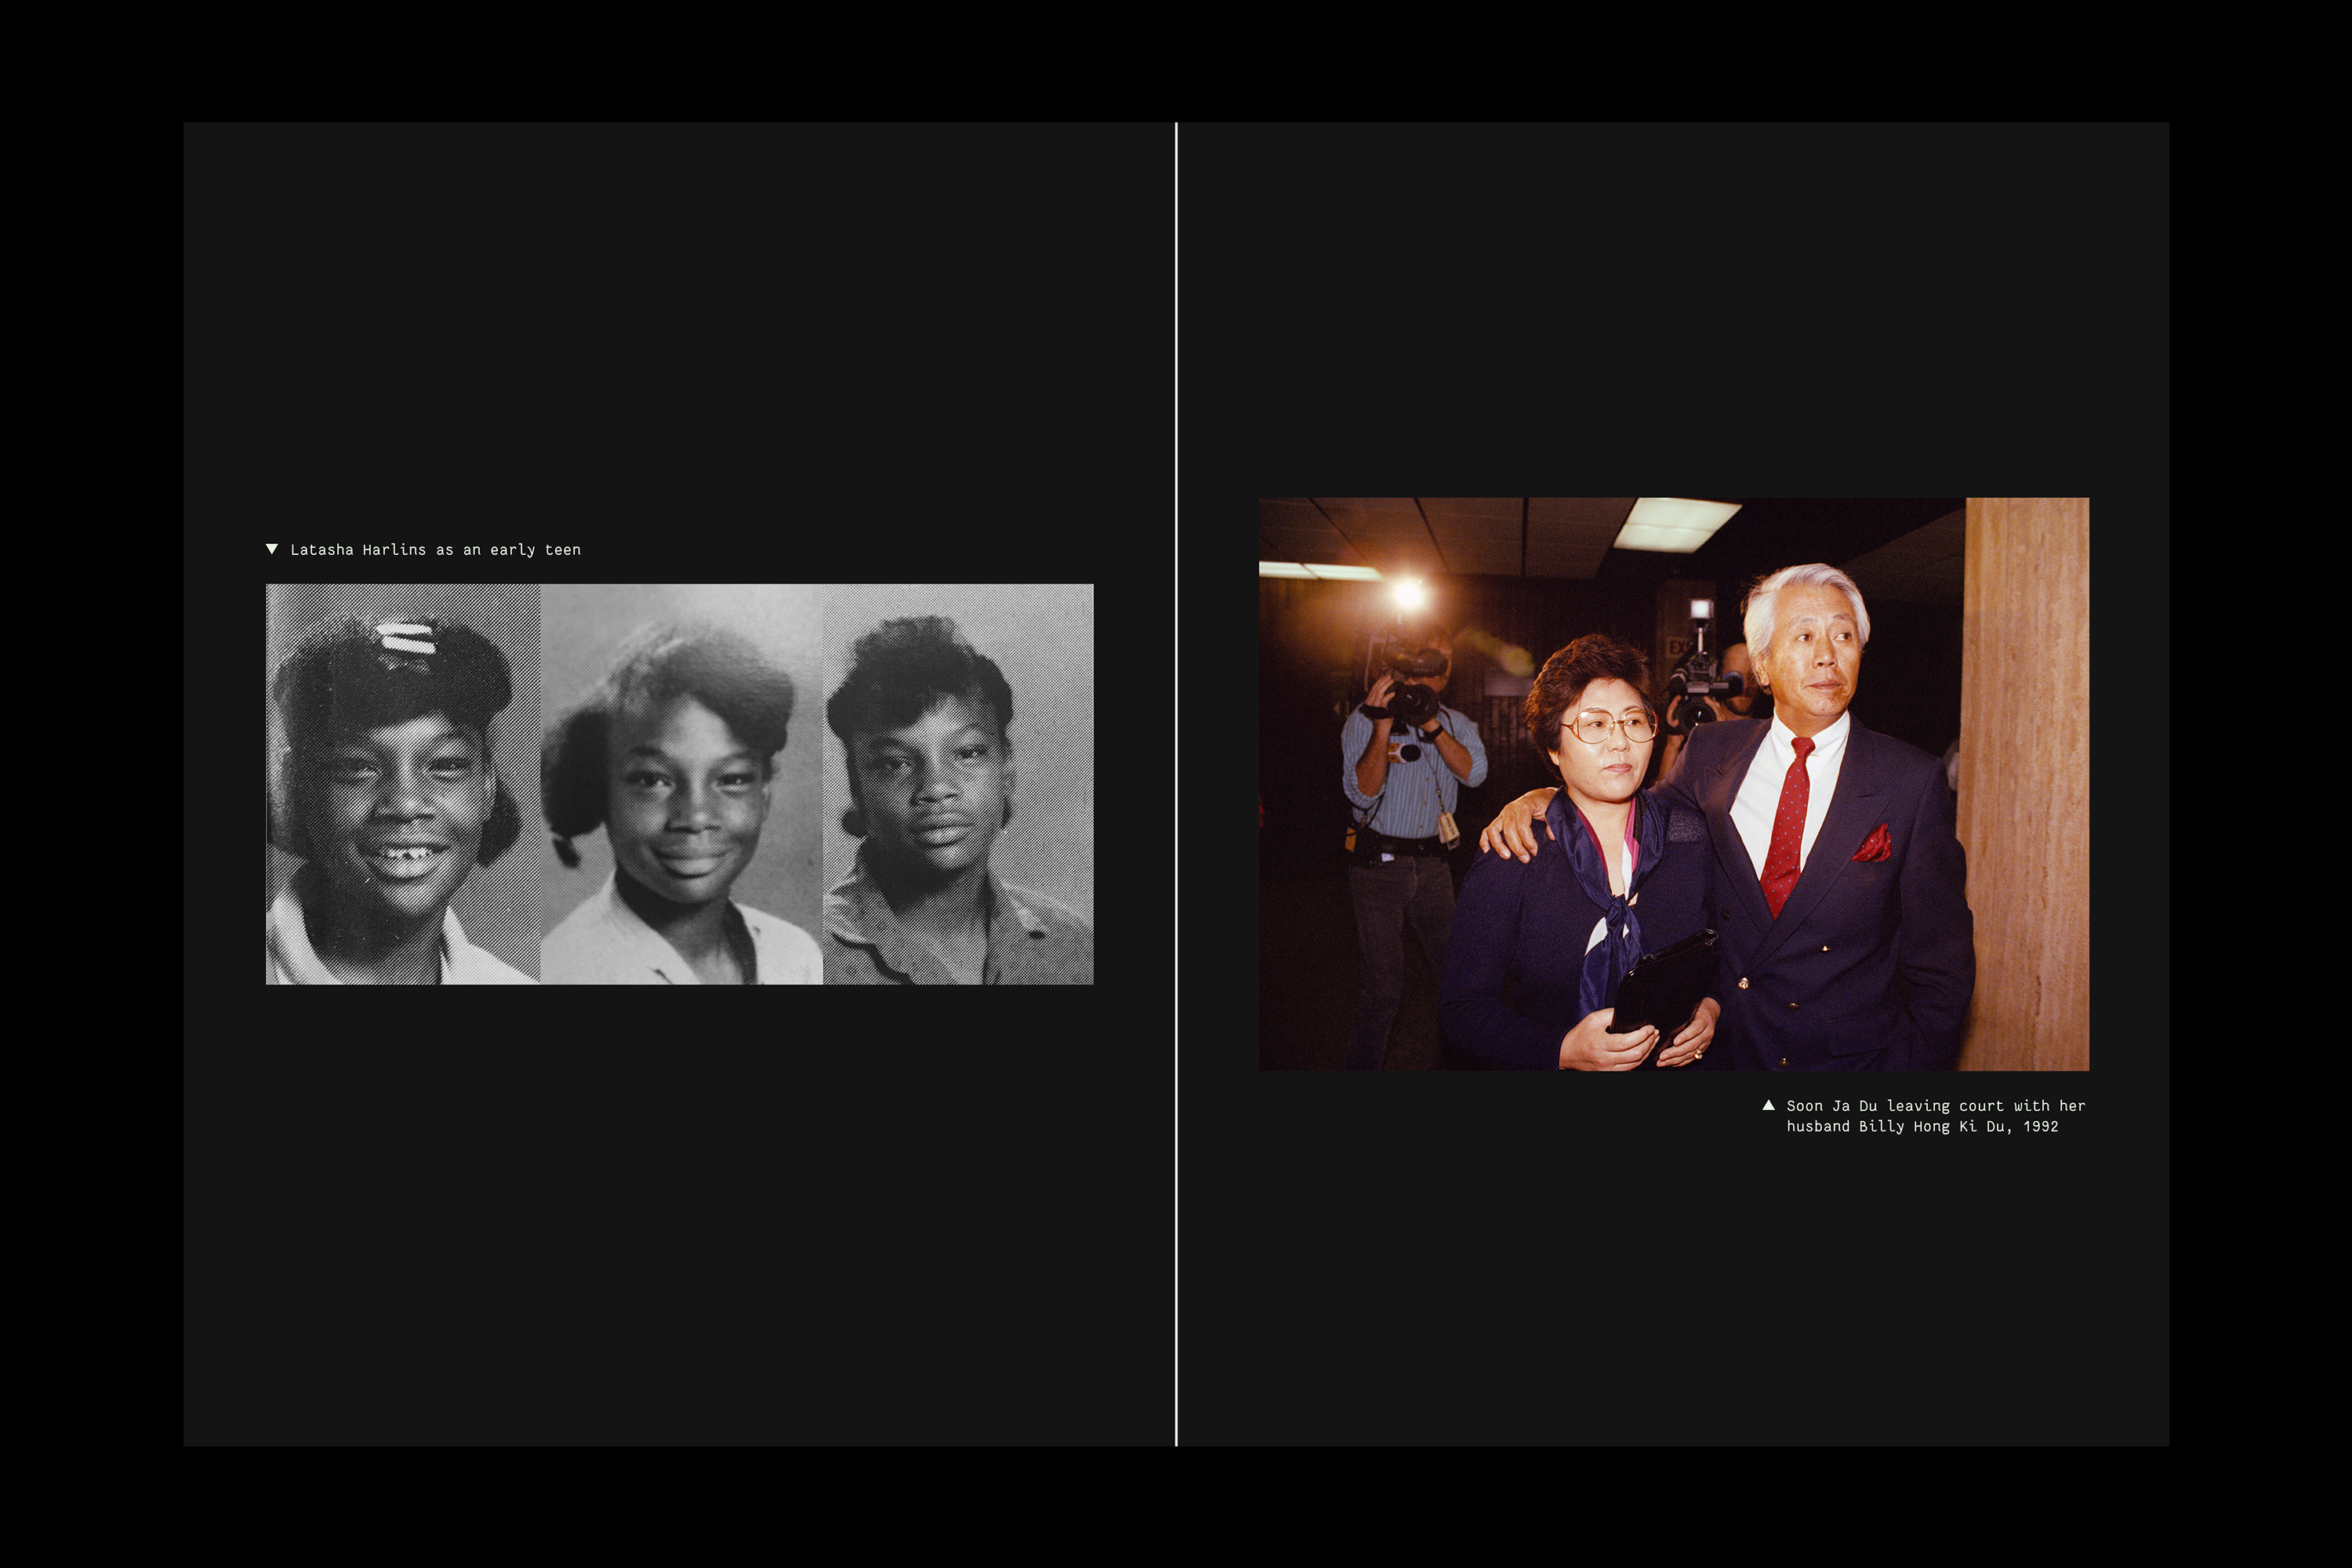 ▼ Latasha Harlins as an early teen
EX
▲ Soon Ja Du leaving court with her
husband Billy Hong Ki Du, 1992